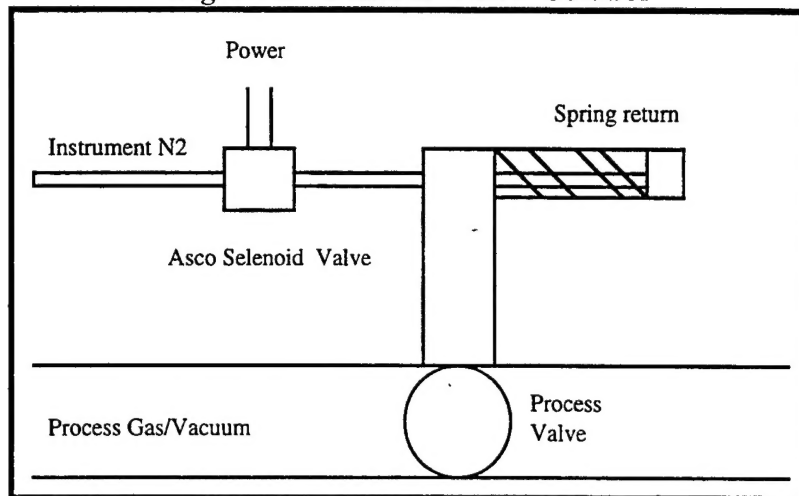 Power
Spring return
Instrument N2
Asco Selenoid Valve
Process
Valve
Process Gas/Vacuum